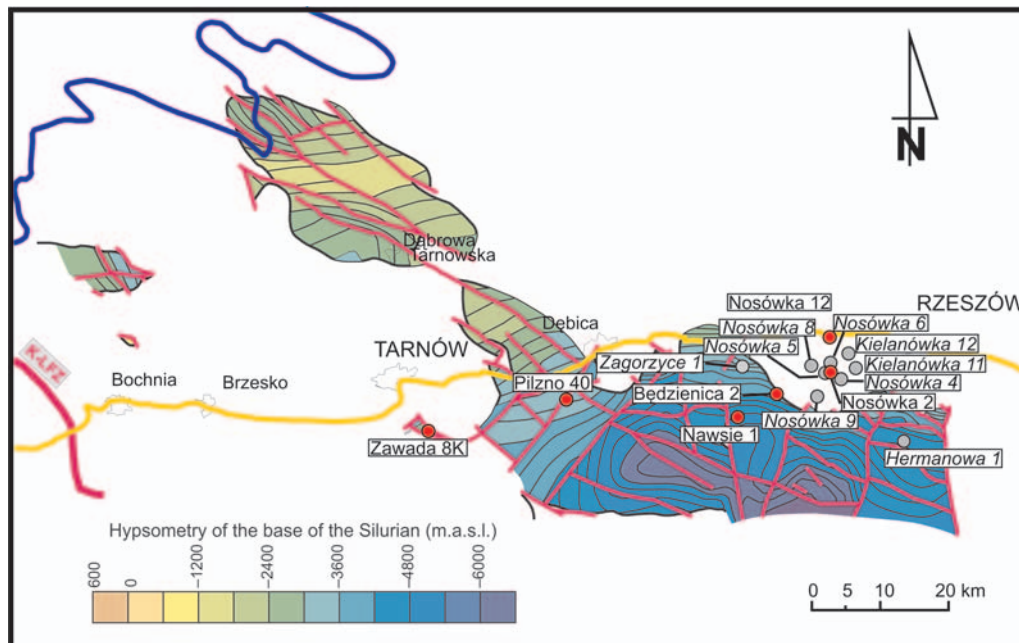 N
Dąbrowa
Tarnowska
Nosówka 12
RZESZÓW
Nosówka 8
Nosówka 6
Dębica
Nosówka 5
Kielanówka 12
TARNÓW
Zagorzyce 1
Kielanówka 11
K-LFZ
Bochnia
Brzesko
Pilzno 40
Będzienica 2
Nosówka 4
Nosówka 2
Zawada 8K
Nawsie 1
Nosówka 9
Hermanowa 1
Hypsometry of the base of the Silurian (m.a.s.l.)
600 0 –1200 –2400 –3600 –4800 –6000
0 5 10 20 km